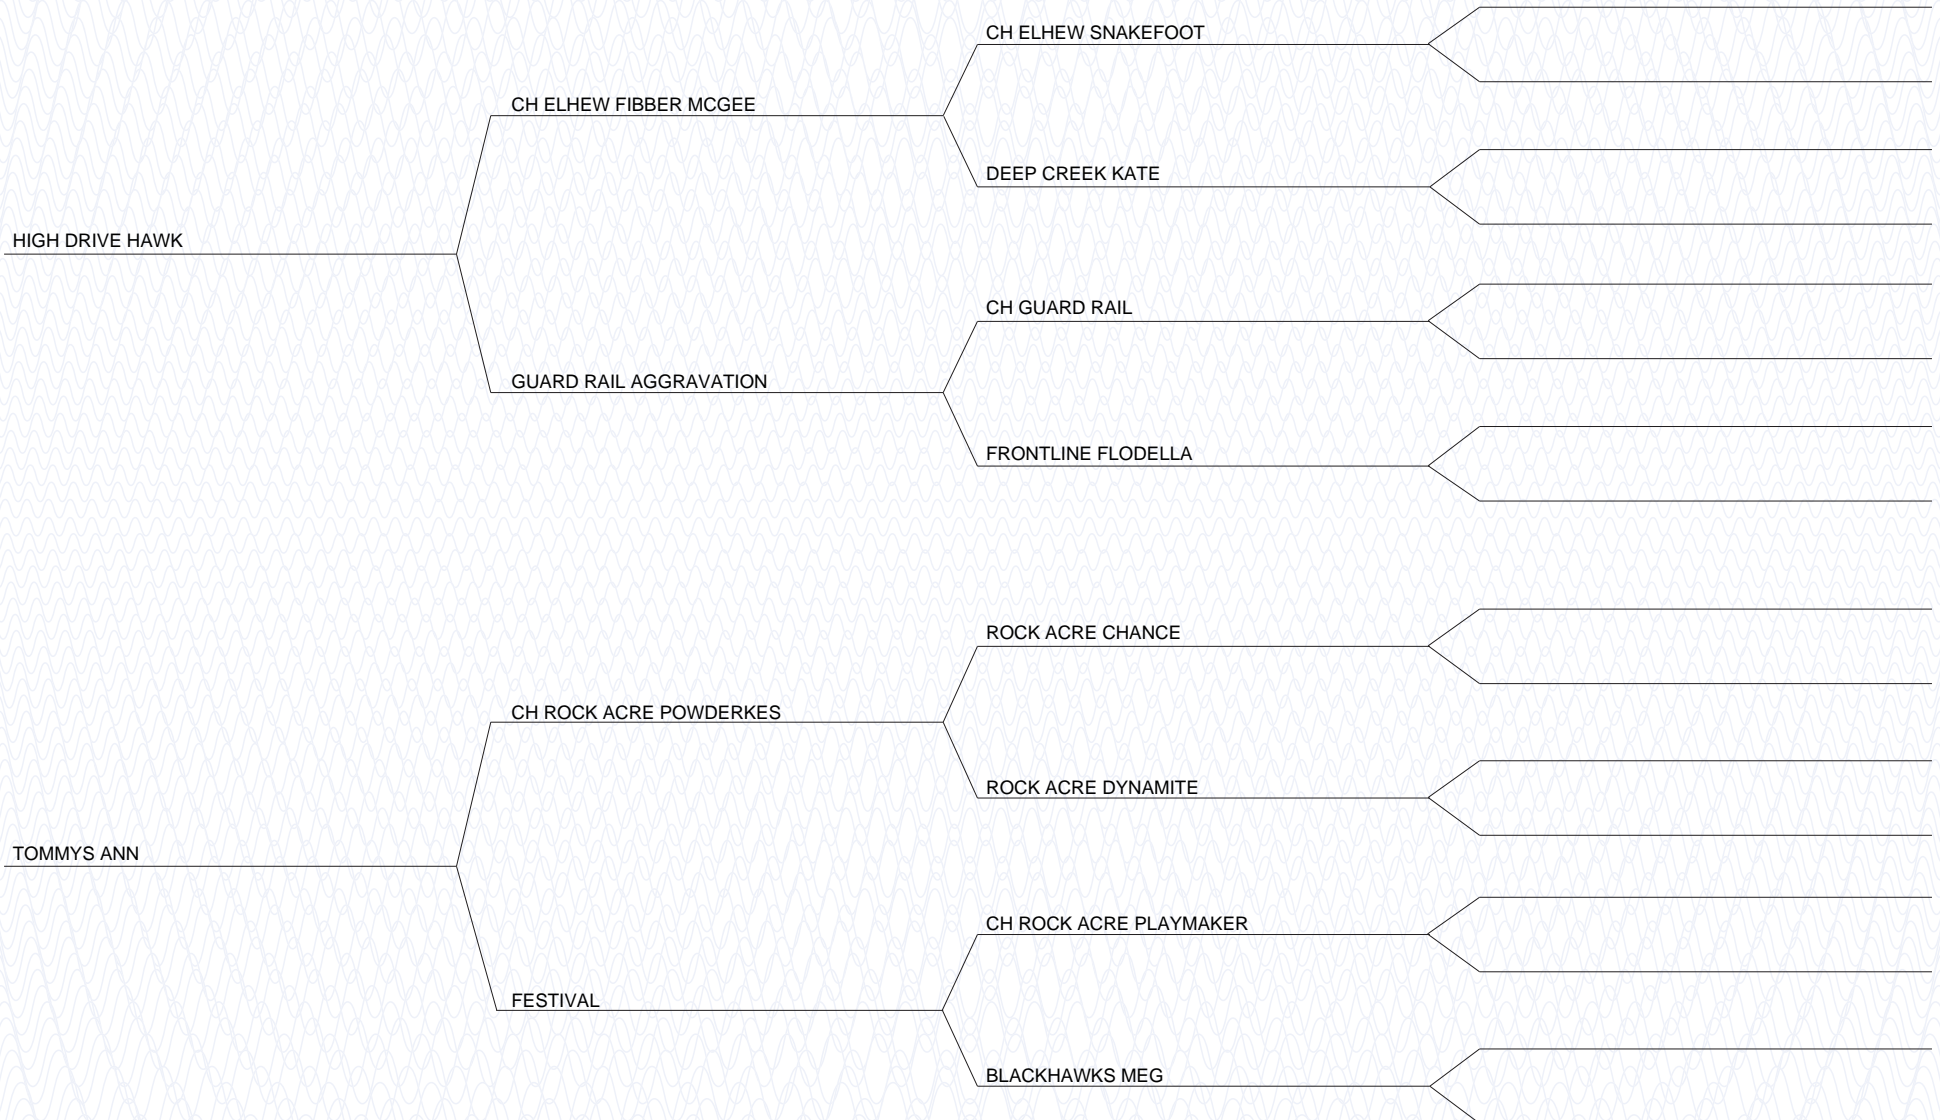 CH ELHEW SNAKEFOOT
CH ELHEW FIBBER MCGEE
DEEP CREEK KATE
HIGH DRIVE HAWK
CH GUARD RAIL
GUARD RAIL AGGRAVATION
FRONTLINE FLODELLA
ROCK ACRE CHANCE
CH ROCK ACRE POWDERKES
ROCK ACRE DYNAMITE
TOMMYS ANN
CH ROCK ACRE PLAYMAKER
FESTIVAL
BLACKHAWKS MEG